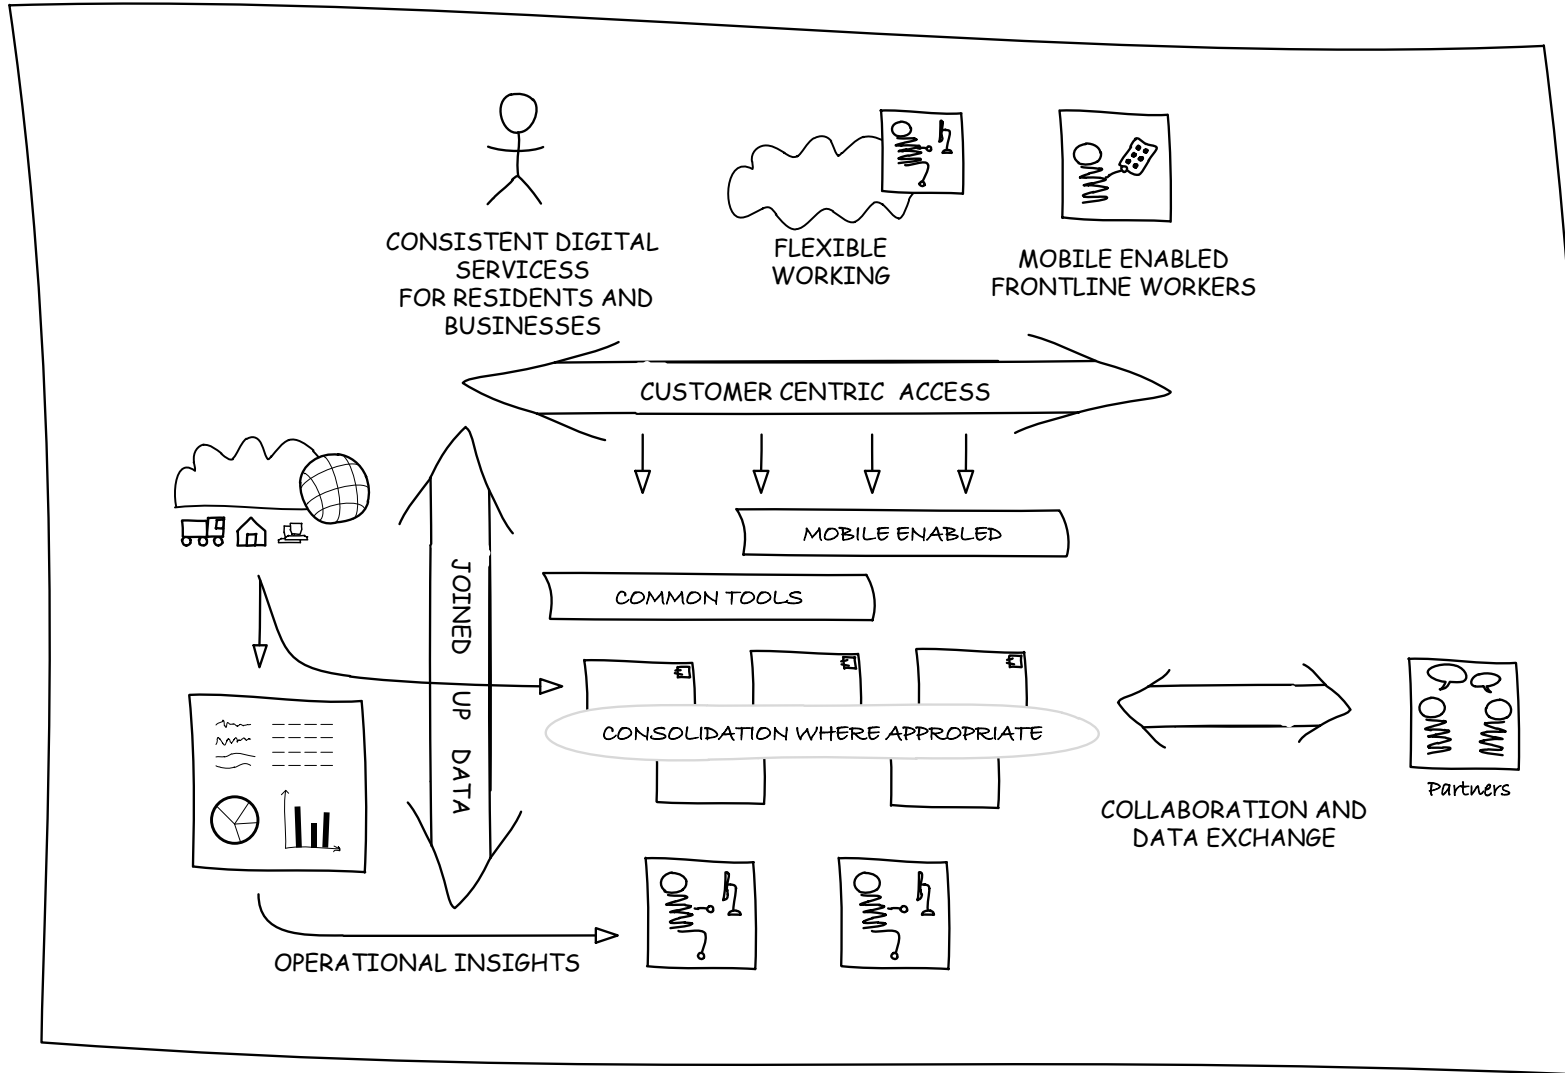 CONSISTENT DIGITAL
SERVICESS
FOR RESIDENTS AND
BUSINESSES
FLEXIBLE
WORKING
MOBILE ENABLED
FRONTLINE WORKERS
CUSTOMER CENTRIC ACCESS
MOBILE ENABLED
COMMON TOOLS
JOINED UP DATA
CONSOLIDATION WHERE APPROPRIATE
Partners
COLLABORATION AND
DATA EXCHANGE
OPERATIONAL INSIGHTS